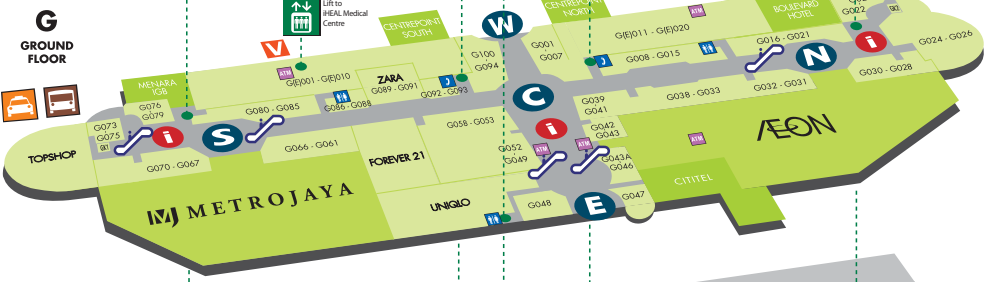 G
GROUND
FLOOR
Lift to
iHEAL Medical
Centre
V
ATM
CENTREPOINT
SOUTH
W
CENTREPOINT
NORTH
ATM
BOULEVARD
HOTEL
G022
i
G024 - G026
G030 - G028
MENARA
IGB
G076
G079
G073
G075
TOPSHOP
i
S
G070 - G067
G(E)001 - G(E)010
G080 - G085
G086 - G088
ZARA
G089 - G091
G092 - G093
G100
G094
G001
G007
G(E)011 - G(E)020
G008 - G015
G016 - G021
N
G032 - G031
G038 - G033
G039
G041
C
i
G042
G043
ATM
ATM
ATM
G052
G049
G043A
G046
G058 - G053
G066 - G061
FOREVER 21
METROJAYA
UNIQLO
G048
E
G047
CITITEL
ÆON